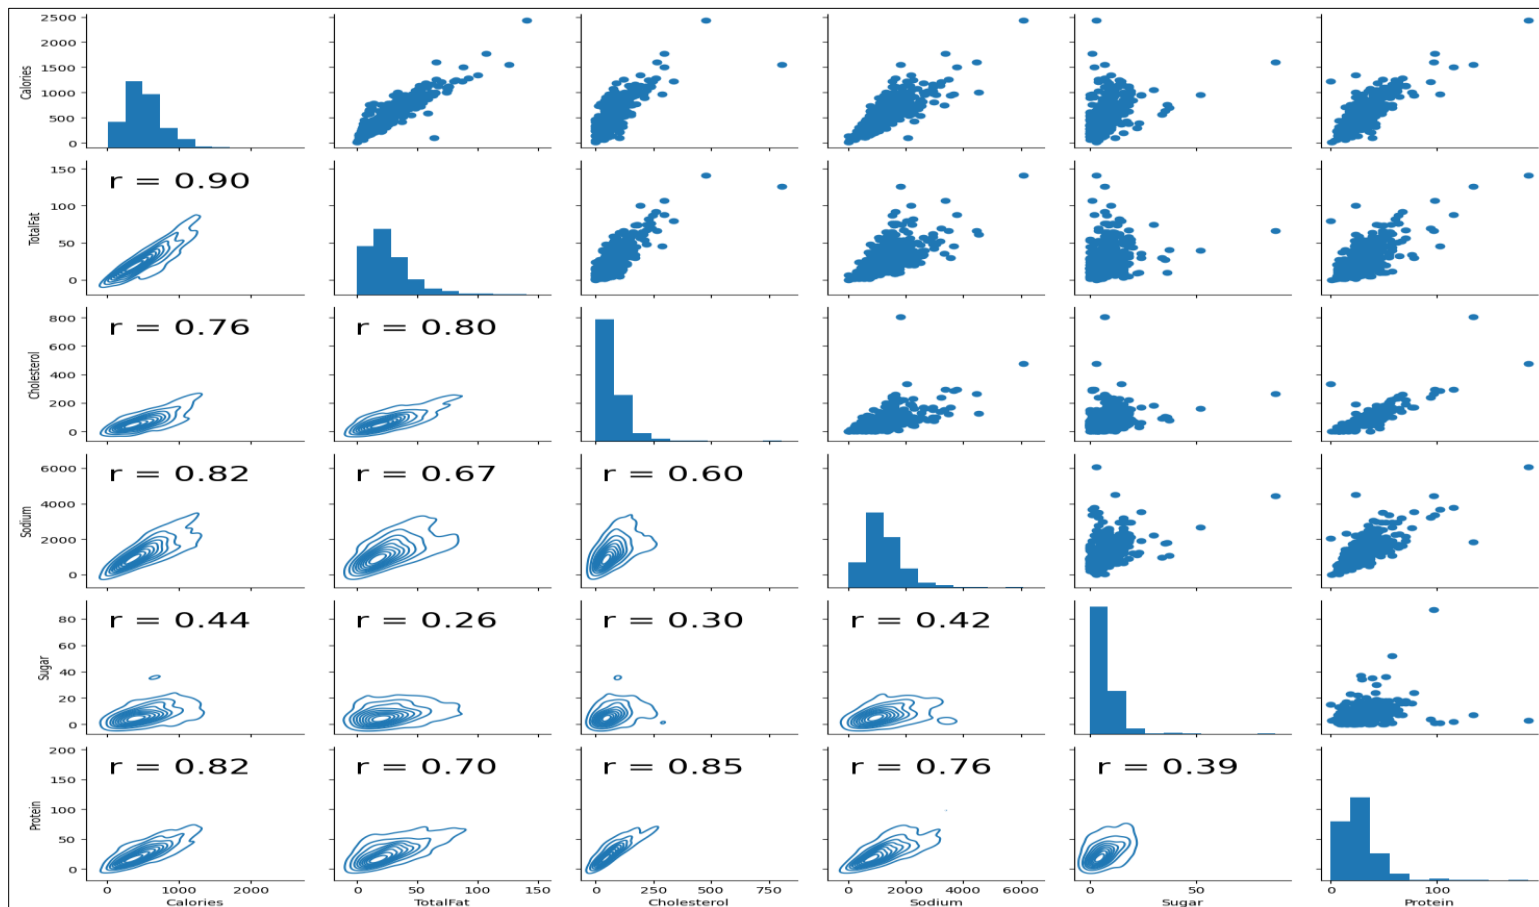 2500
2000
1500
1000
500
0
Calories
150
100
50
0
TotalFat
r = 0.90
800
600
400
200
0
Cholesterol
r = 0.76
r = 0.80
6000
4000
2000
0
Sodium
r = 0.82
r = 0.67
r = 0.60
80
60
40
20
0
Sugar
r = 0.44
r = 0.26
r = 0.30
r = 0.42
200
150
100
50
0
Protein
r = 0.82
r = 0.70
r = 0.85
r = 0.76
r = 0.39
0 1000 2000
50 100 150
0 250 500 750
0 2000 4000 6000
0 50
0 100
Calories
TotalFat
Cholesterol
Sodium
Sugar
Protein